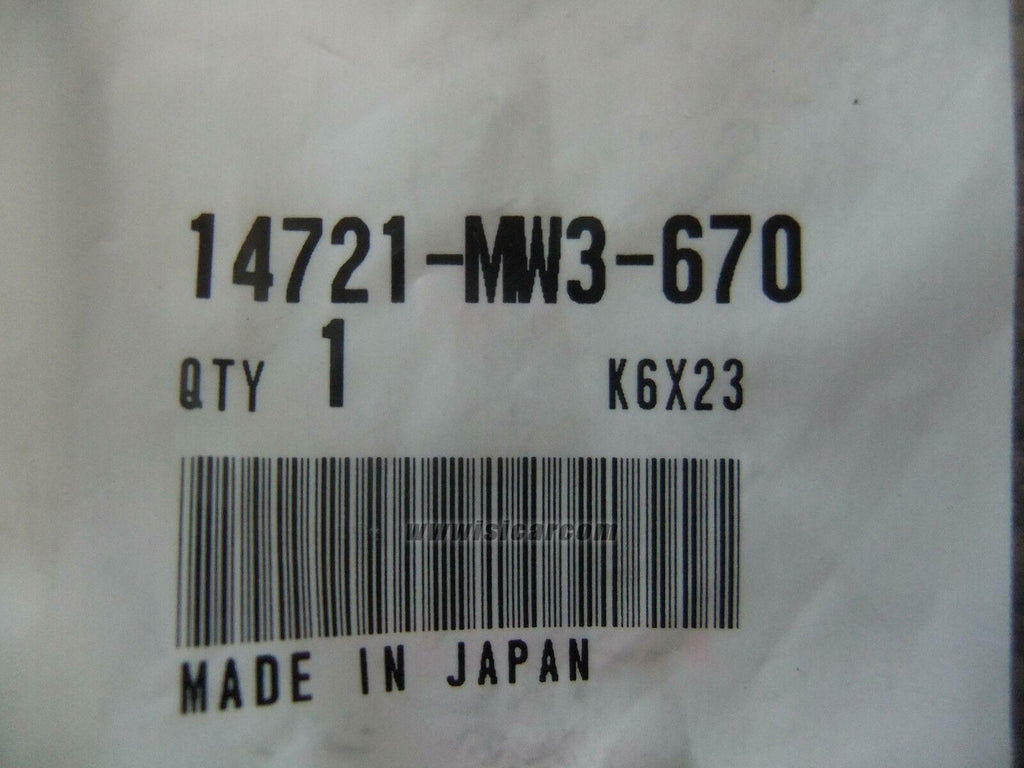 14721-MW3-670
QTY 1 K6X23
www.isicar.com
MADE IN JAPAN